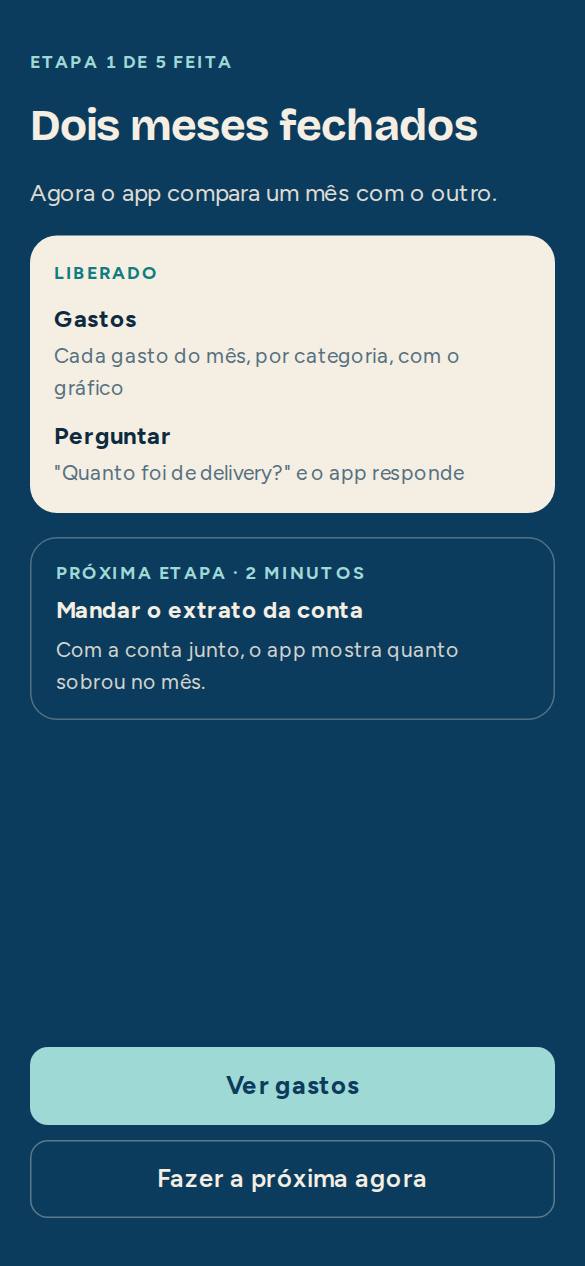 ETAPA 1 DE 5 FEITA
Dois meses fechados
Agora o app compara um mês com o outro.
LIBERADO
Gastos
Cada gasto do mês, por categoria, com o
gráfico
Perguntar
"Quanto foi de delivery?" e o app responde
PRÓXIMA ETAPA · 2 MINUTOS
Mandar o extrato da conta
Com a conta junto, o app mostra quanto
sobrou no mês.
Ver gastos
Fazer a próxima agora